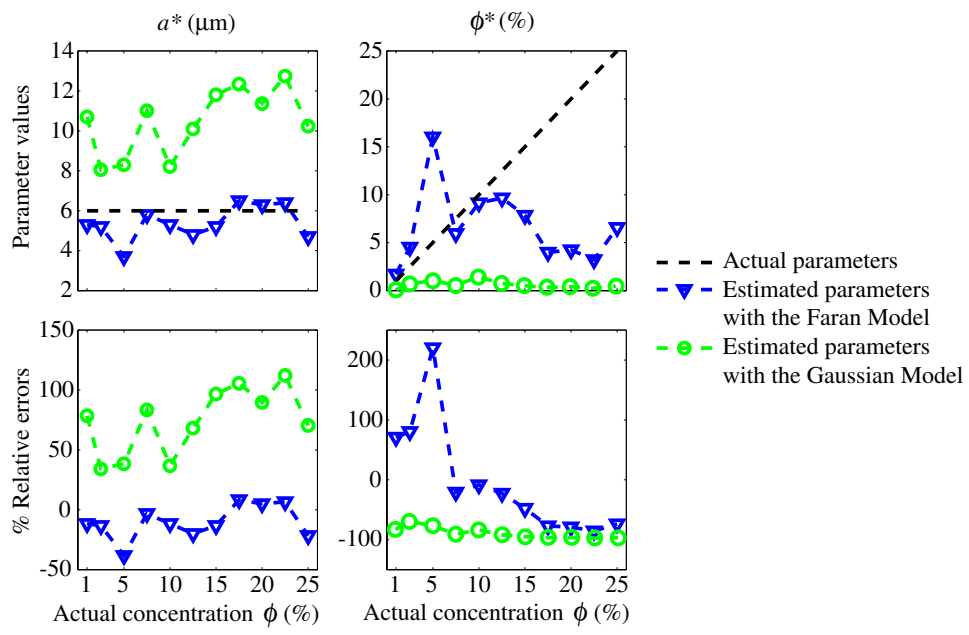 a* (μm)
ϕ* (%)
Parameter values
14
12
10
8
6
4
2
25
20
15
10
5
0
% Relative errors
150
100
50
0
-50
200
100
0
-100
1 5 10 15 20 25
1 5 10 15 20 25
Actual concentration ϕ (%)
Actual concentration ϕ (%)
Actual parameters
Estimated parameters
with the Faran Model
Estimated parameters
with the Gaussian Model